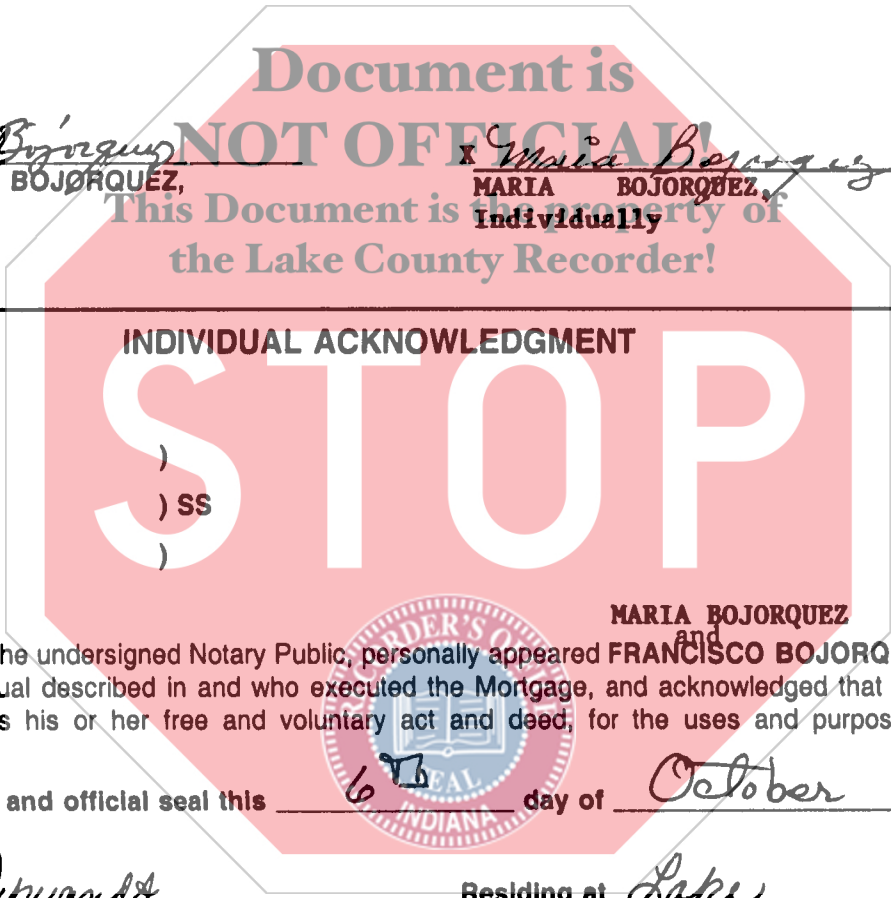 Document is
NOT OFFICIAL!
Bojorquez X Maria Bojorquez
BOJORQUEZ, MARIA BOJORQUEZ,
This Document is the property of
Individually
the Lake County Recorder!
INDIVIDUAL ACKNOWLEDGMENT
STOP
)
) SS
)
MARIA BOJORQUEZ
and
he undersigned Notary Public, personally appeared FRANCISCO BOJORQ
ual described in and who executed the Mortgage, and acknowledged that
s his or her free and voluntary act and deed, for the uses and purpos
and official seal this 6th day of October
Residing at Lake
RECORDER'S OFFICE
SEAL
INDIANA